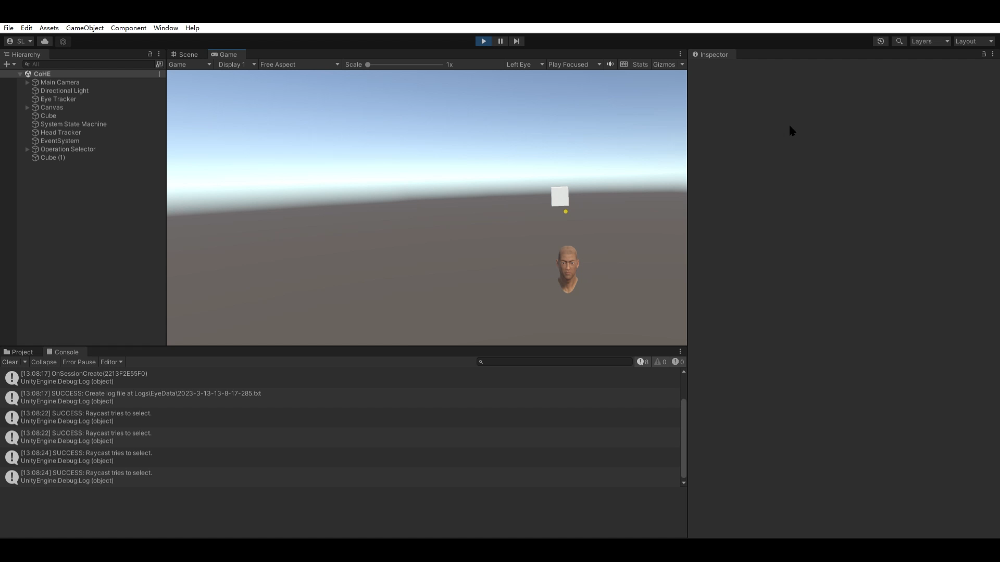 File Edit Assets GameObject Component Window Help
SL Layers Layout
Hierarchy Scene Game Inspector
All Game Display 1 Free Aspect Scale 1x Left Eye Play Focused Stats Gizmos
CoHE
Main Camera
Directional Light
Eye Tracker
Canvas
Cube
System State Machine
Head Tracker
EventSystem
Operation Selector
Cube (1)
Project Console
Clear Collapse Error Pause Editor 8 0 0
[13:08:17] OnSessionCreate(2213F2E55F0)
UnityEngine.Debug:Log (object)
[13:08:17] SUCCESS: Create log file at Logs\EyeData\2023-3-13-13-8-17-285.txt
UnityEngine.Debug:Log (object)
[13:08:22] SUCCESS: Raycast tries to select.
UnityEngine.Debug:Log (object)
[13:08:22] SUCCESS: Raycast tries to select.
UnityEngine.Debug:Log (object)
[13:08:24] SUCCESS: Raycast tries to select.
UnityEngine.Debug:Log (object)
[13:08:24] SUCCESS: Raycast tries to select.
UnityEngine.Debug:Log (object)